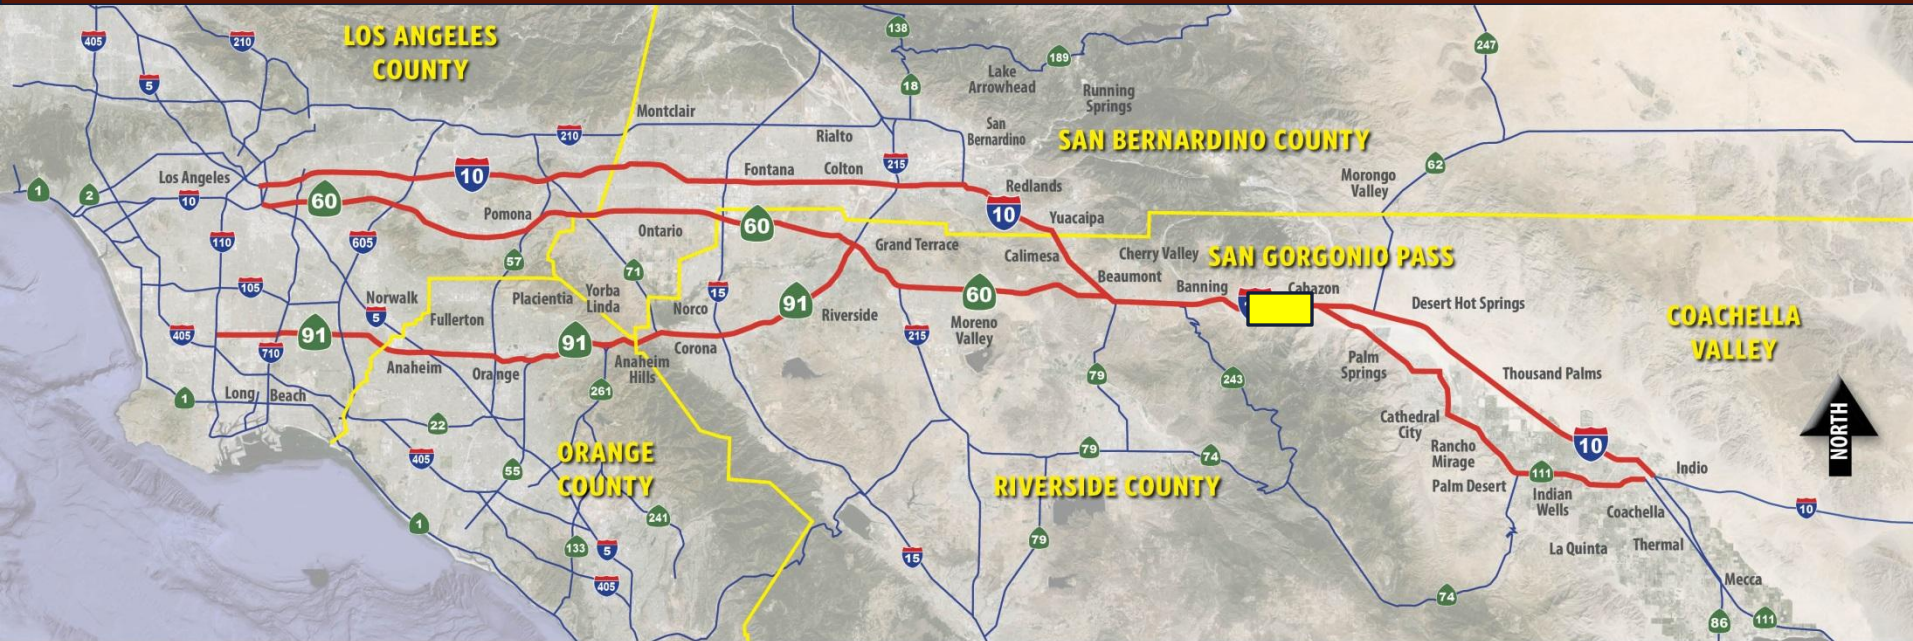 LOS ANGELES
COUNTY
405
210
138
247
189
5
Lake
Arrowhead
18
Running
Springs
Montclair
210
Rialto
San
Bernardino
SAN BERNARDINO COUNTY
215
62
Los Angeles
10
Fontana
Colton
Morongo
Valley
1
2
10
60
Redlands
10
Pomona
Yuacaipa
60
Ontario
110
605
Grand Terrace
Calimesa
Cherry Valley
SAN GORGONIO PASS
57
71
Beaumont
105
Norwalk
Placientia
Yorba
Linda
15
91
60
Banning
Cabazon
Desert Hot Springs
Norco
5
Fullerton
Riverside
Moreno
Valley
COACHELLA
VALLEY
405
91
91
215
710
Anaheim
Orange
Anaheim
Hills
Corona
Palm
Springs
Thousand Palms
79
243
1
Long Beach
261
22
Cathedral
City
NORTH
405
55
ORANGE
COUNTY
79
74
Rancho
Mirage
10
RIVERSIDE COUNTY
Palm Desert
111
Indio
Indian
Wells
10
Coachella
1
241
79
133
5
15
La Quinta
Thermal
405
Mecca
74
86
111